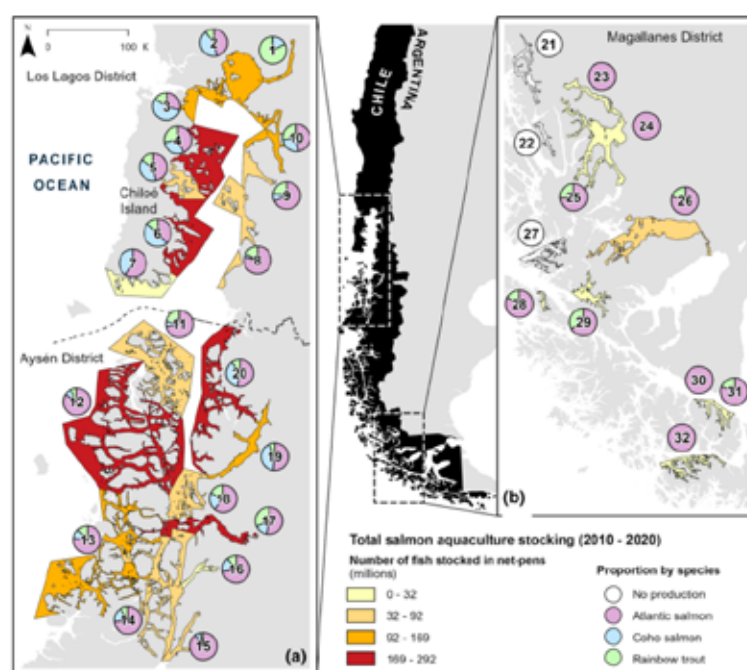 N
0 100 K
Los Lagos District
2
1
3
4
10
5
PACIFIC
OCEAN
Chiloé
Island
9
6
7
8
11
Aysén District
20
12
19
18
17
13
16
14
15
(a)
CHILE
ARGENTINA
(b)
Magallanes District
21
23
24
22
25
26
27
28
29
30
31
32
Total salmon aquaculture stocking (2010 - 2020)
Number of fish stocked in net-pens
(millions)
0 - 32
32 - 92
92 - 169
169 - 292
Proportion by species
No production
Atlantic salmon
Coho salmon
Rainbow trout